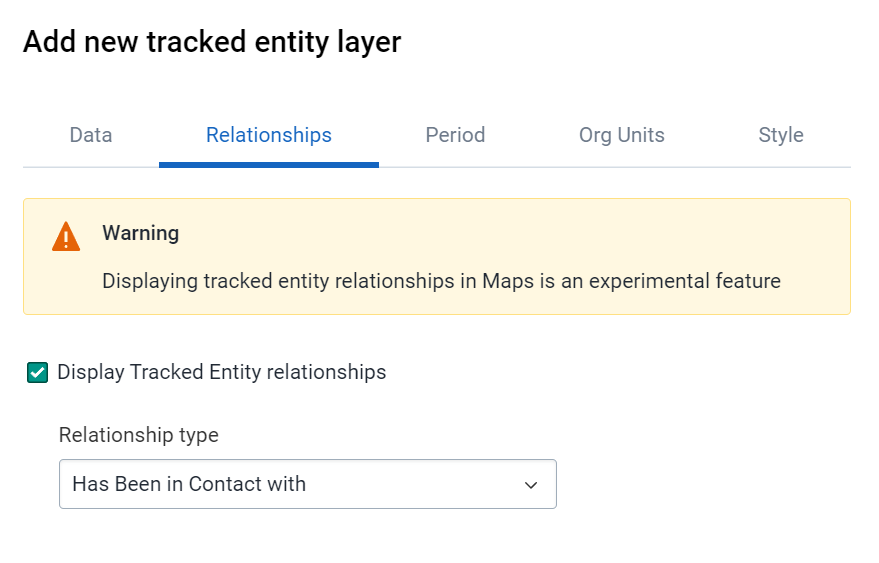 Add new tracked entity layer
Data Relationships Period Org Units Style
Warning
Displaying tracked entity relationships in Maps is an experimental feature
Display Tracked Entity relationships
Relationship type
Has Been in Contact with